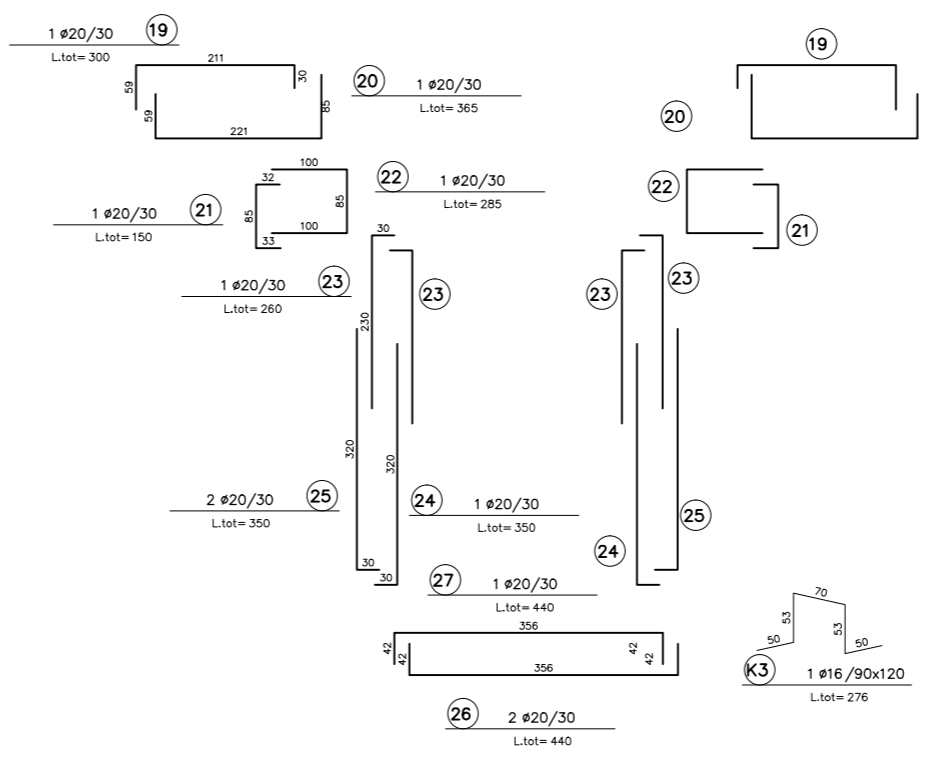 1 ø20/30 19
L.tot= 300
211
59
30
20 1 ø20/30
L.tot= 365
59
85
221
19
20
100
32
85
85
100
33
22 1 ø20/30
L.tot= 285
1 ø20/30 21
L.tot= 150
22
21
30
230
1 ø20/30 23
L.tot= 260
23
23
23
320
320
2 ø20/30 25
L.tot= 350
24 1 ø20/30
L.tot= 350
25
24
30
30
27 1 ø20/30
L.tot= 440
356
42
42
42
42
356
26 2 ø20/30
L.tot= 440
70
53
53
50
50
K3 1 ø16 /90x120
L.tot= 276